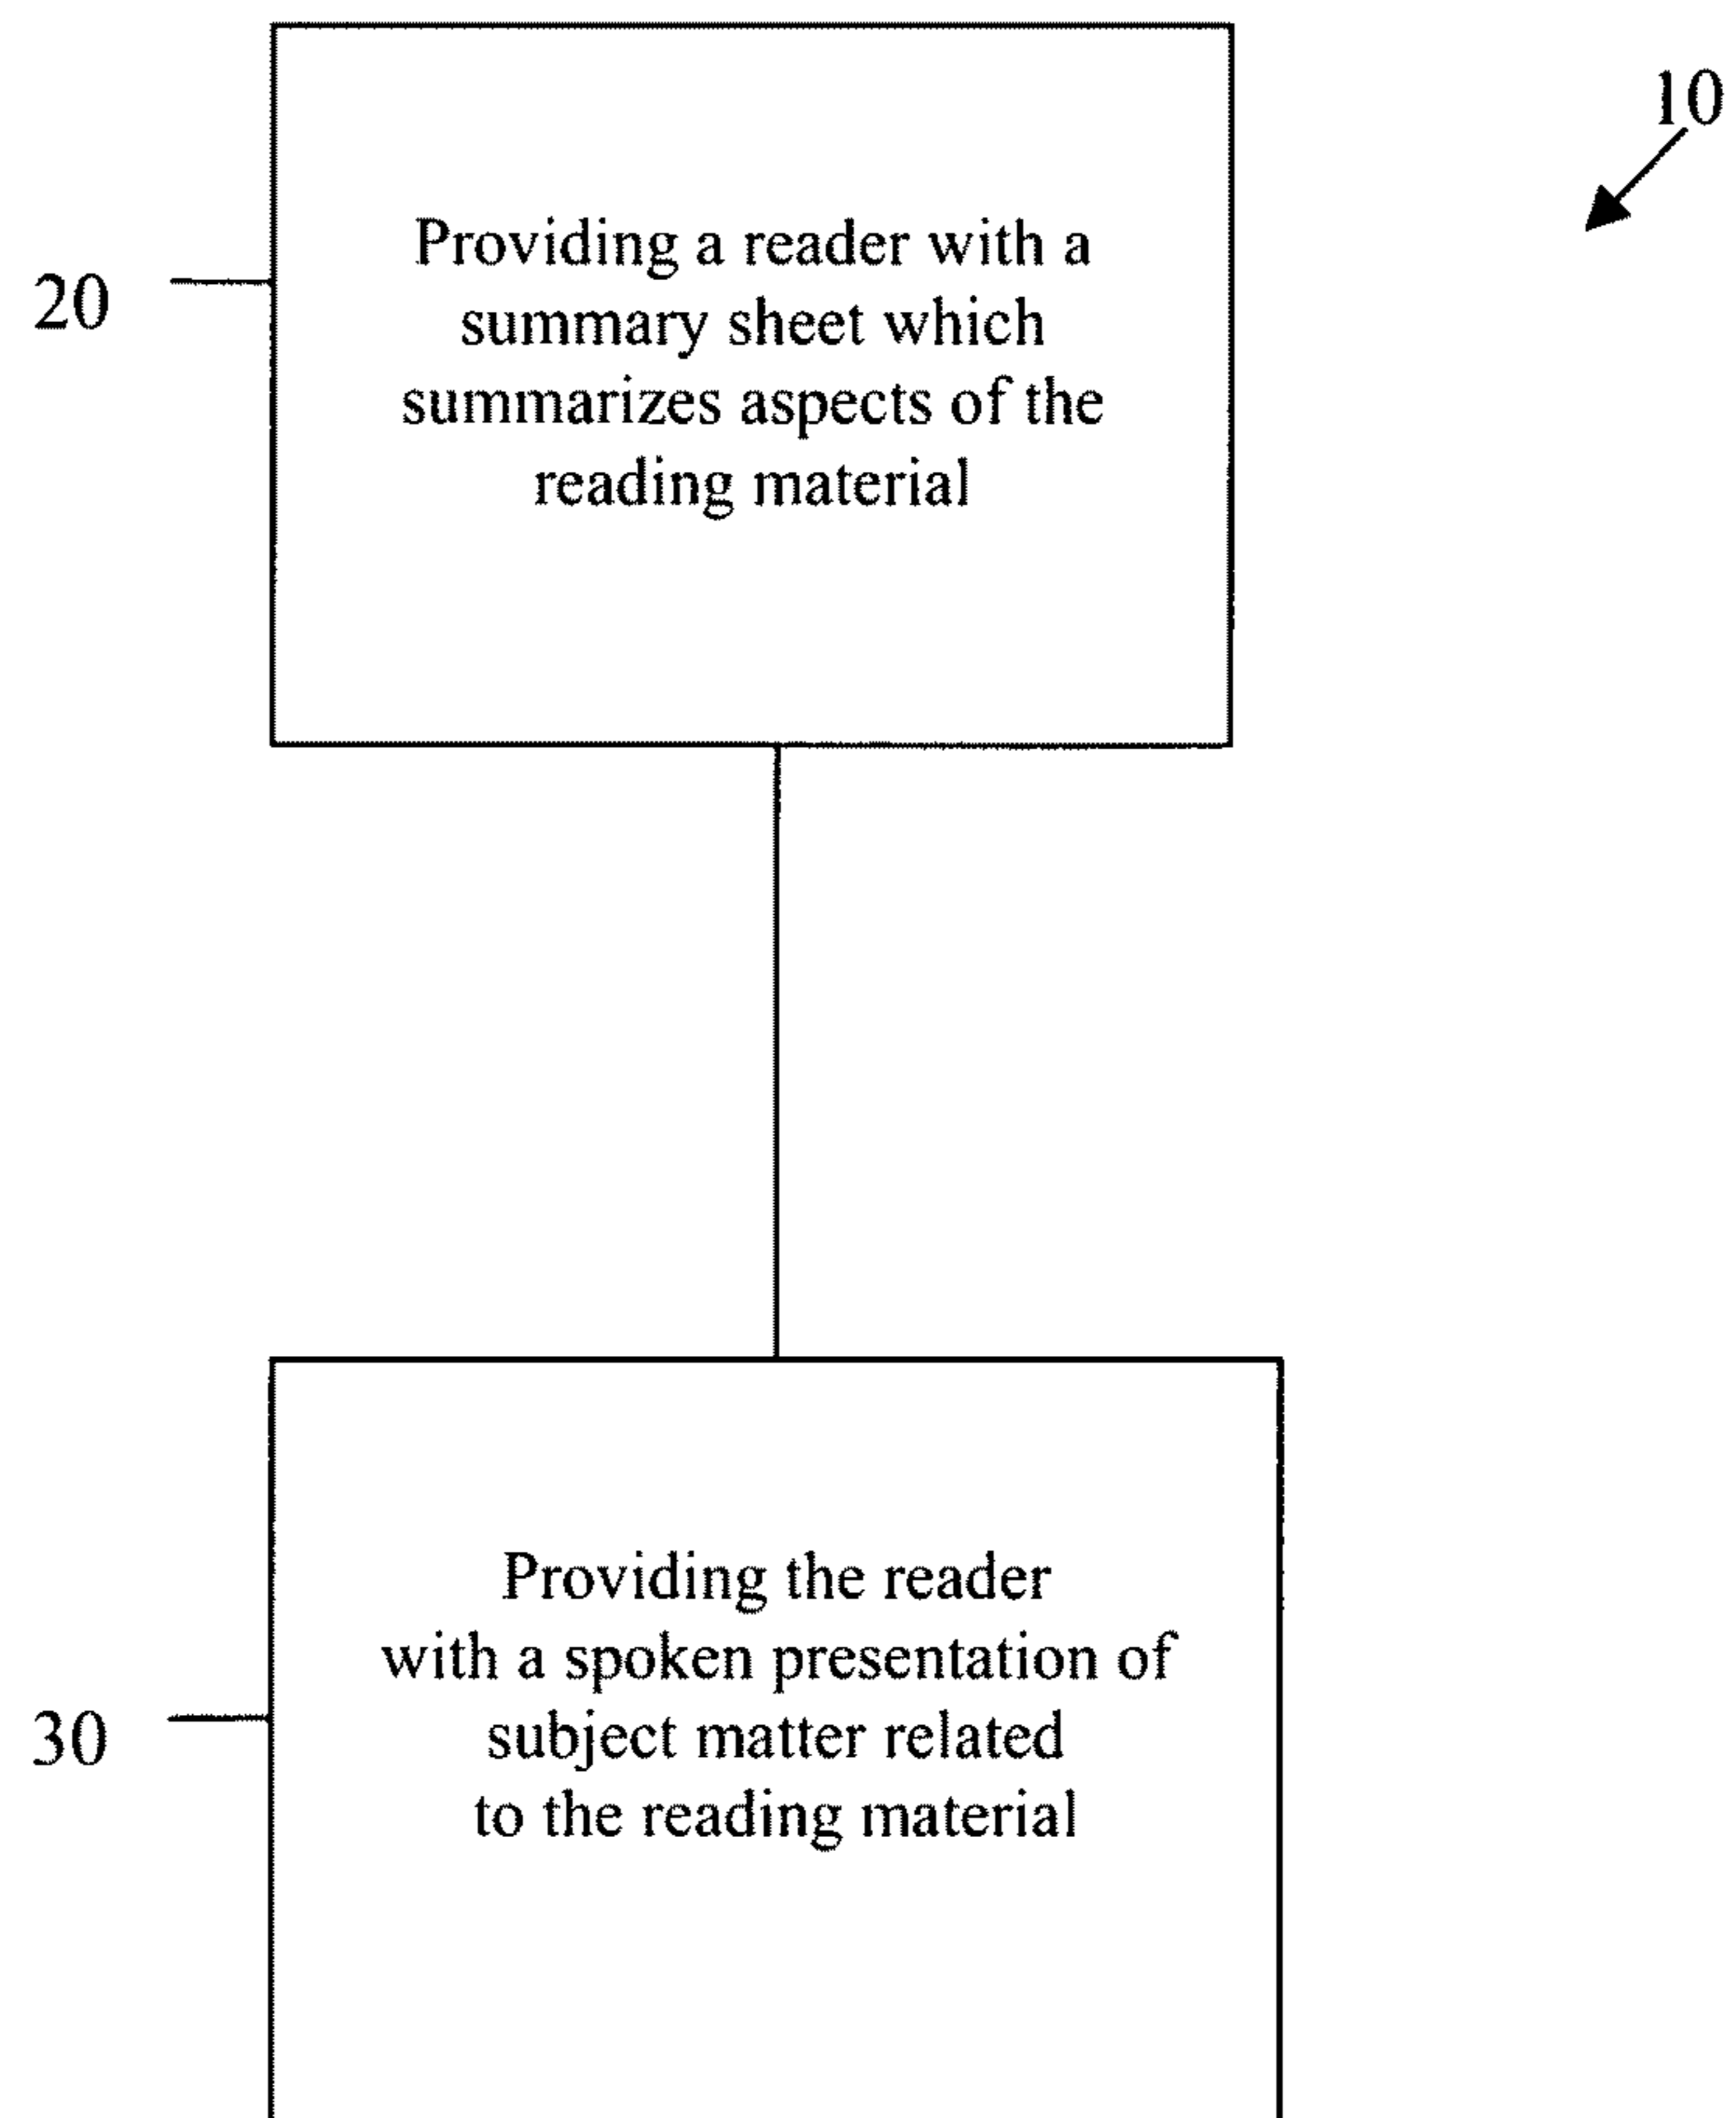 10
20
Providing a reader with a
summary sheet which
summarizes aspects of the
reading material
30
Providing the reader
with a spoken presentation of
subject matter related
to the reading material